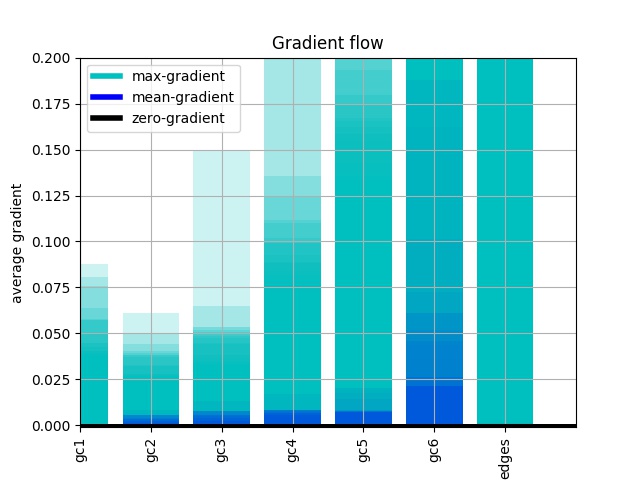 Gradient flow
average gradient
0.200
0.175
0.150
0.125
0.100
0.075
0.050
0.025
0.000
max-gradient
mean-gradient
zero-gradient
gc1
gc2
gc3
gc4
gc5
gc6
edges